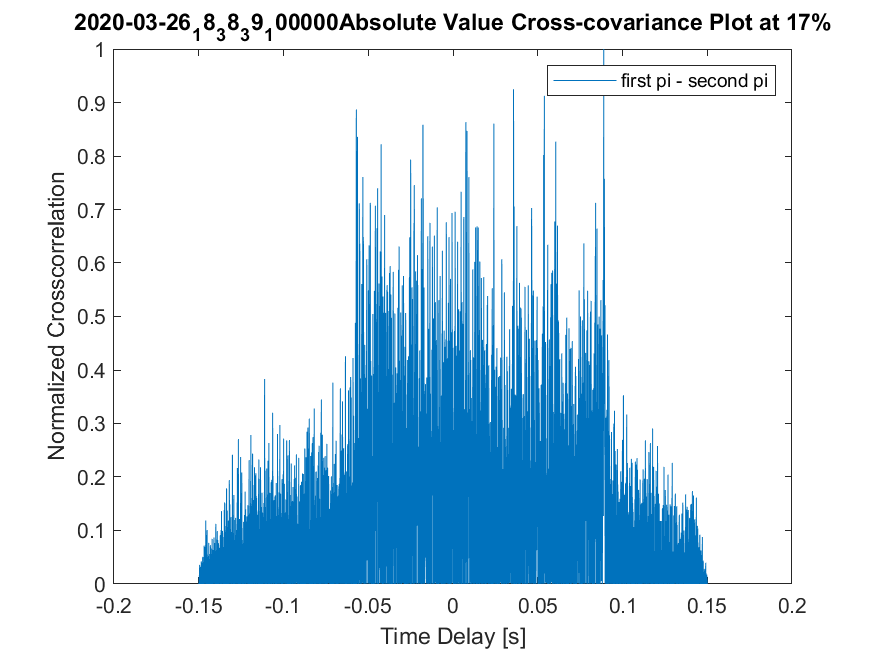 2020-03-26₁8₃8₃9₁00000Absolute Value Cross-covariance Plot at 17%
first pi - second pi
Normalized Crosscorrelation
1
0.9
0.8
0.7
0.6
0.5
0.4
0.3
0.2
0.1
0
-0.2 -0.15 -0.1 -0.05 0 0.05 0.1 0.15 0.2
Time Delay [s]